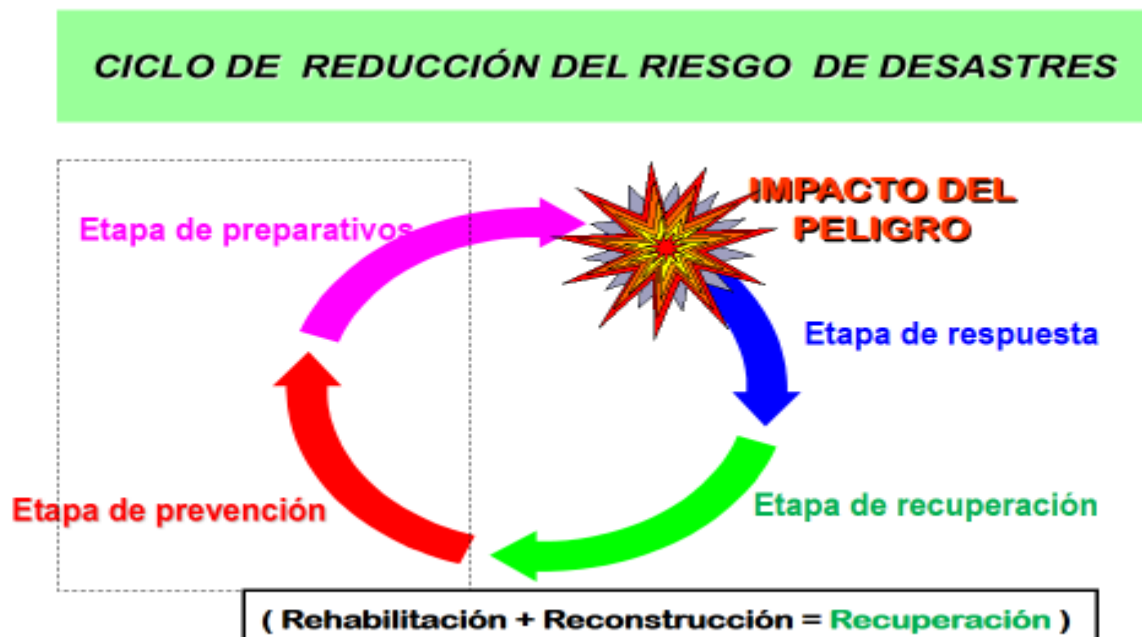 CICLO DE REDUCCIÓN DEL RIESGO DE DESASTRES
IMPACTO DEL
PELIGRO
Etapa de preparativos
Etapa de respuesta
Etapa de recuperación
Etapa de prevención
( Rehabilitación + Reconstrucción = Recuperación )